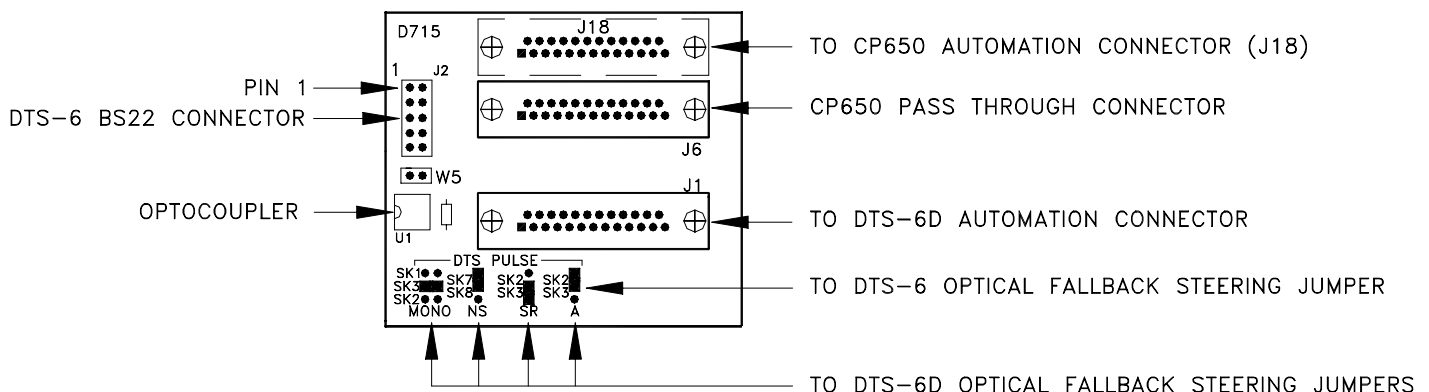 D715
J18
TO CP650 AUTOMATION CONNECTOR (J18)
1
J2
PIN 1
DTS-6 BS22 CONNECTOR
CP650 PASS THROUGH CONNECTOR
J6
W5
J1
OPTOCOUPLER
U1
TO DTS-6D AUTOMATION CONNECTOR
DTS PULSE
SK1
SK3
SK2
SK7
SK8
SK2
SK3
SK2
SK3
MONO
NS
SR
A
TO DTS-6 OPTICAL FALLBACK STEERING JUMPER
TO DTS-6D OPTICAL FALLBACK STEERING JUMPERS